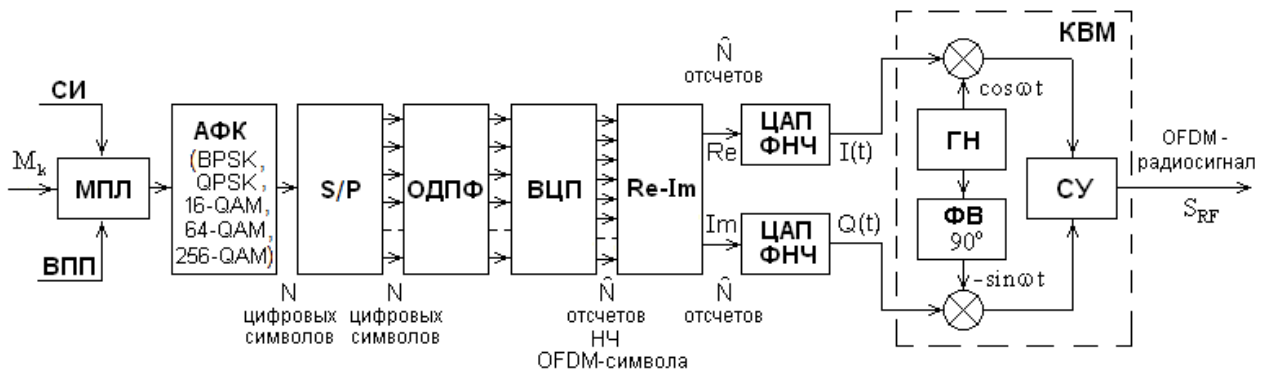 СИ
M_k
МПЛ
ВПП
АФК
(BPSK,
QPSK,
16-QAM,
64-QAM,
256-QAM)
N
цифровых
символов
S/P
N
цифровых
символов
ОДПФ
ВЦП
N̂
отсчетов
НЧ
OFDM-символа
Re-Im
N̂
отсчетов
Re
Im
N̂
отсчетов
ЦАП
ФНЧ
I(t)
ЦАП
ФНЧ
Q(t)
КВМ
cosωt
ГН
ФВ
90°
-sinωt
СУ
OFDM-
радиосигнал
S_RF